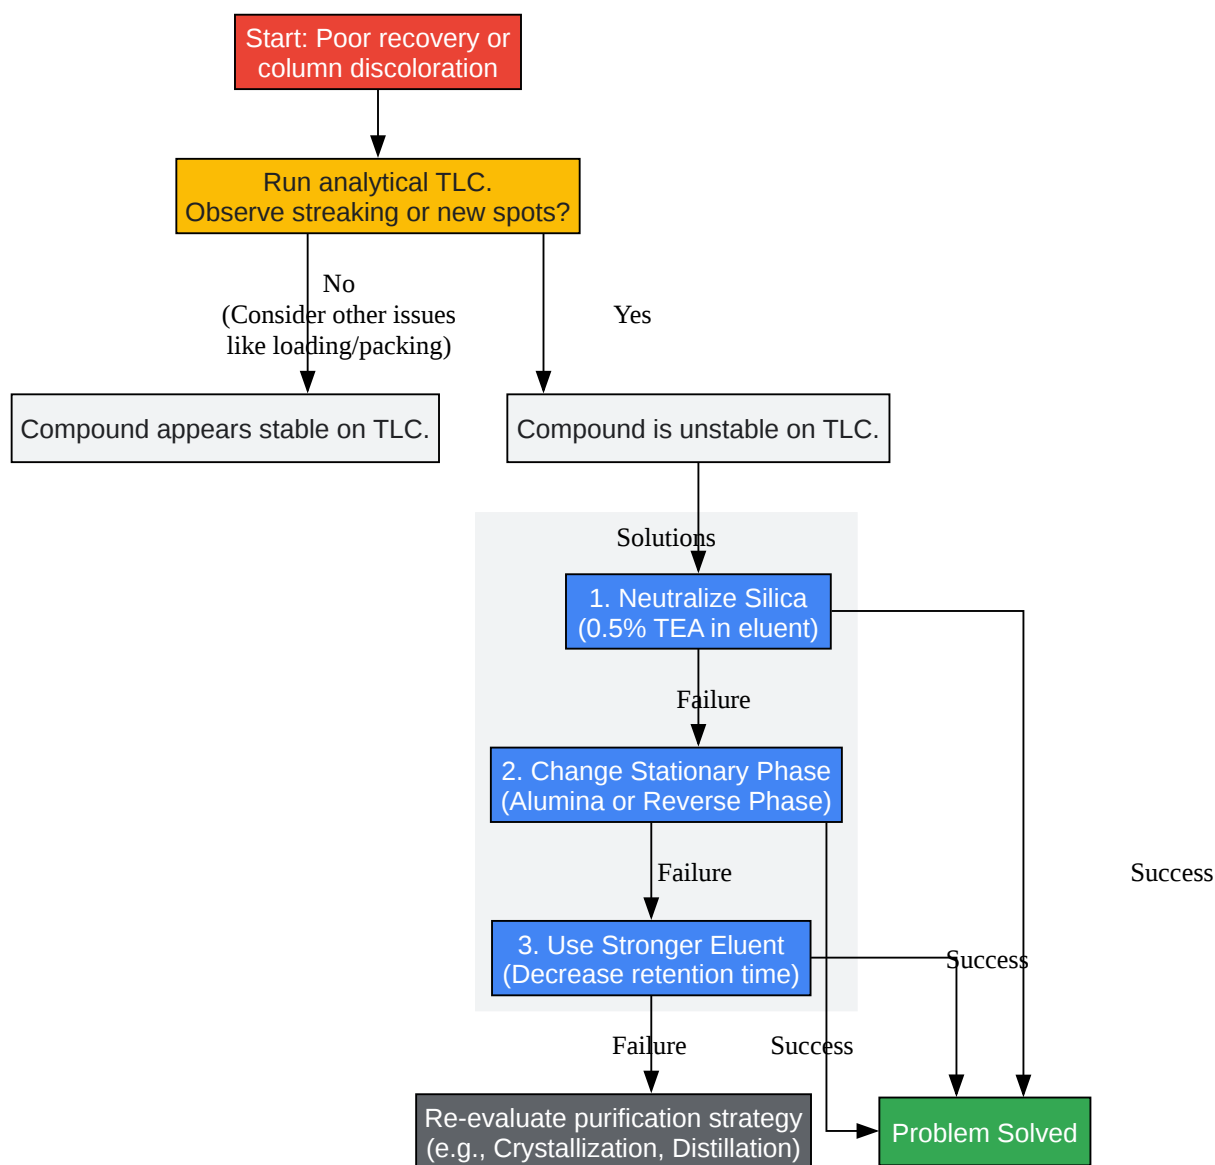 Start: Poor recovery or
column discoloration
Run analytical TLC.
Observe streaking or new spots?
No
(Consider other issues
like loading/packing)
Yes
Compound appears stable on TLC.
Compound is unstable on TLC.
Solutions
1. Neutralize Silica
(0.5% TEA in eluent)
Failure
2. Change Stationary Phase
(Alumina or Reverse Phase)
Failure
Success
3. Use Stronger Eluent
(Decrease retention time)
Success
Failure
Success
Re-evaluate purification strategy
(e.g., Crystallization, Distillation)
Problem Solved